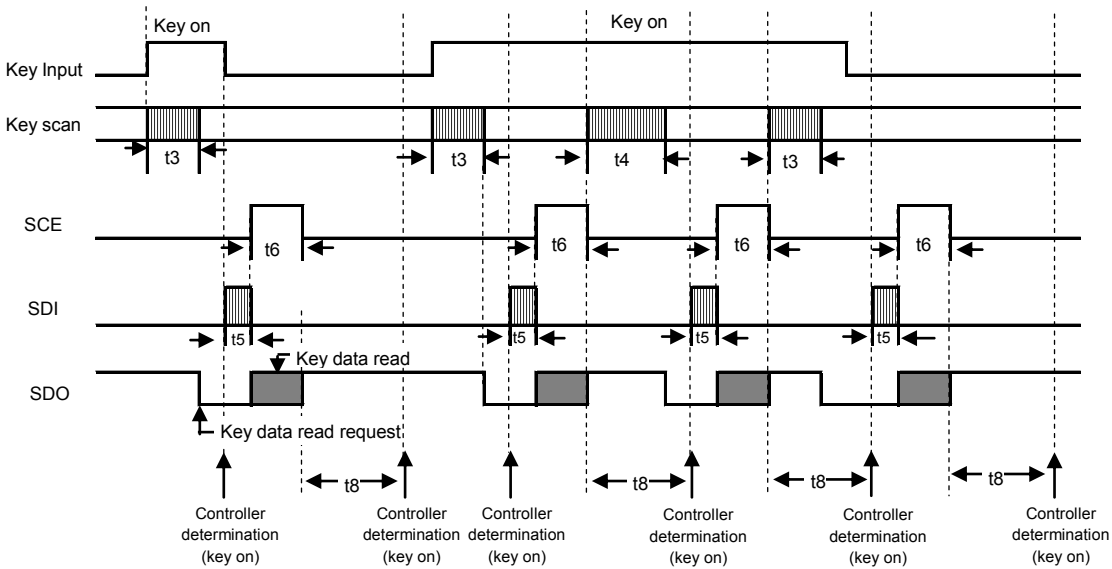 Key on
Key on
Key Input
Key scan
t3
t3
t4
t3
SCE
t6
t6
t6
t6
SDI
t5
t5
t5
t5
Key data read
SDO
Key data read request
t8
t8
t8
t8
Controller
determination
(key on)
Controller
determination
(key on)
Controller
determination
(key on)
Controller
determination
(key on)
Controller
determination
(key on)
Controller
determination
(key on)